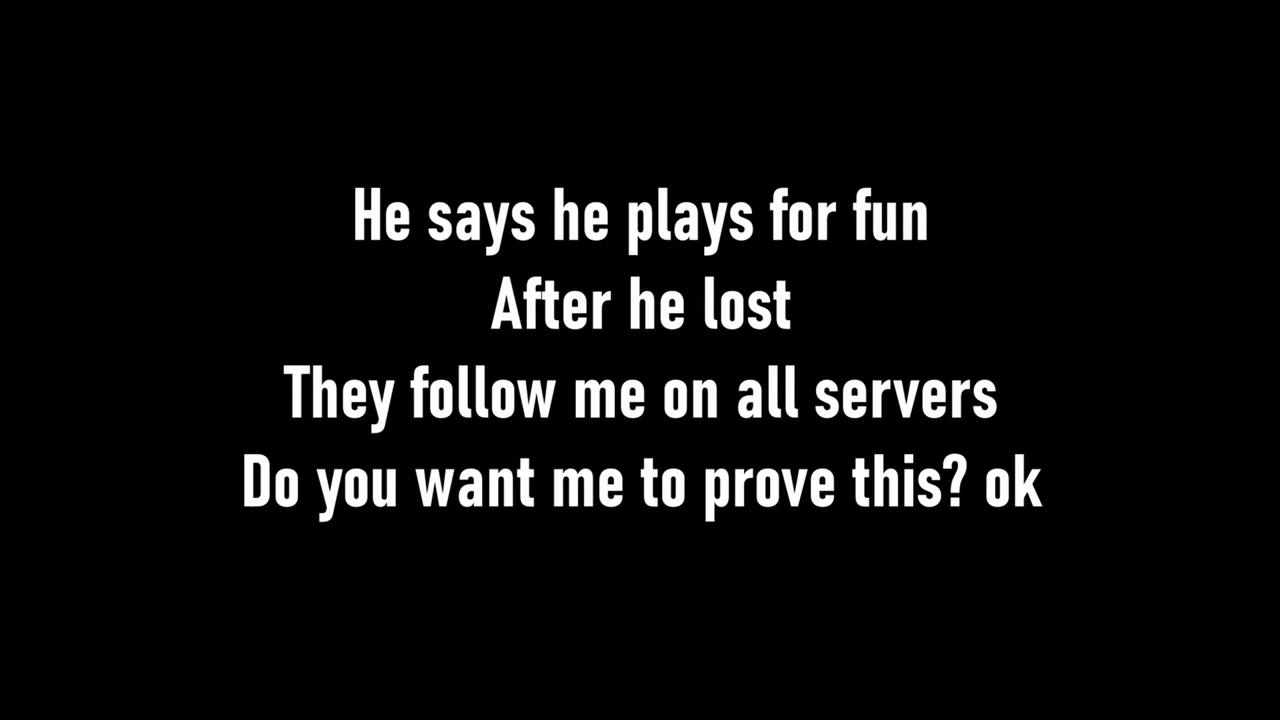 He says he plays for fun
After he lost
They follow me on all servers
Do you want me to prove this? ok